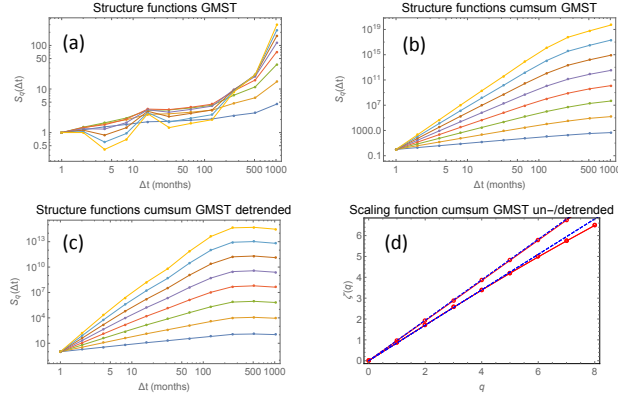 Structure functions GMST
(a)
100
50
10
5
1
0.5
S_q(Δt)
1 5 10 50 100 500 1000
Δt (months)
Structure functions cumsum GMST
(b)
10^19
10^15
10^11
10^7
1000.0
0.1
S_q(Δt)
1 5 10 50 100 500 1000
Δt (months)
Structure functions cumsum GMST detrended
(c)
10^13
10^10
10^7
10^4
10
S_q(Δt)
1 5 10 50 100 500 1000
Δt (months)
Scaling function cumsum GMST un-/detrended
(d)
6
5
4
3
2
1
0
ζ(q)
0 2 4 6 8
q